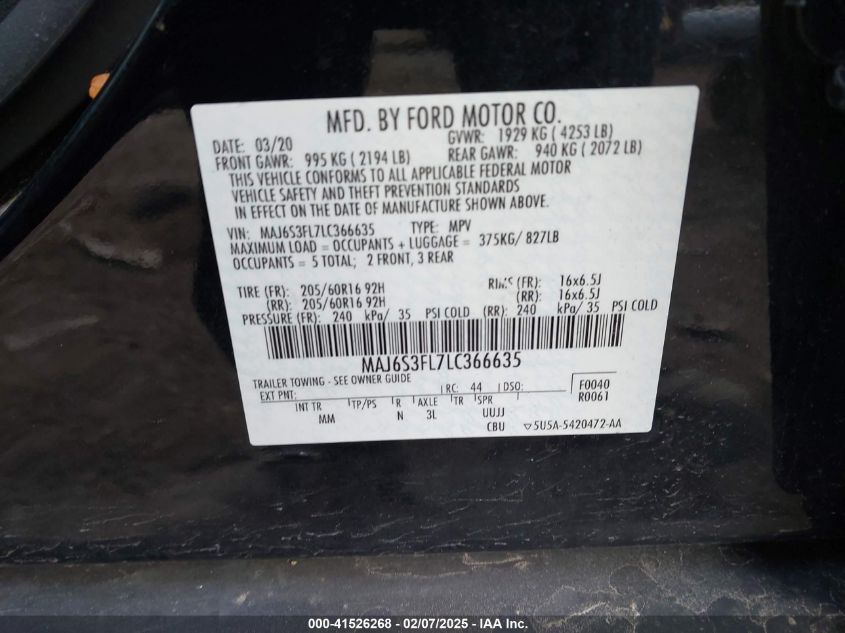 MFD. BY FORD MOTOR CO.
DATE: 03/20 GVWR: 1929 KG ( 4253 LB)
FRONT GAWR: 995 KG ( 2194 LB) REAR GAWR: 940 KG ( 2072 LB)
THIS VEHICLE CONFORMS TO ALL APPLICABLE FEDERAL MOTOR
VEHICLE SAFETY AND THEFT PREVENTION STANDARDS
IN EFFECT ON THE DATE OF MANUFACTURE SHOWN ABOVE.
VIN: MAJ6S3FL7LC366635 TYPE: MPV
MAXIMUM LOAD = OCCUPANTS + LUGGAGE = 375KG/ 827LB
OCCUPANTS = 5 TOTAL; 2 FRONT, 3 REAR
TIRE (FR): 205/60R16 92H RIMS (FR): 16x6.5J
(RR): 205/60R16 92H (RR): 16x6.5J
PRESSURE (FR): 240 kPa/ 35 PSI COLD (RR): 240 kPa/ 35 PSI COLD
MAJ6S3FL7LC366635
TRAILER TOWING - SEE OWNER GUIDE
EXT PNT: RC: 44 DSO: F0040
R0061
INT TR TP/PS R AXLE TR SPR
MM N 3L UUJJ
CBU ▽5U5A-5420472-AA
000-41526268 | 02/07/2025 | IAA Inc.